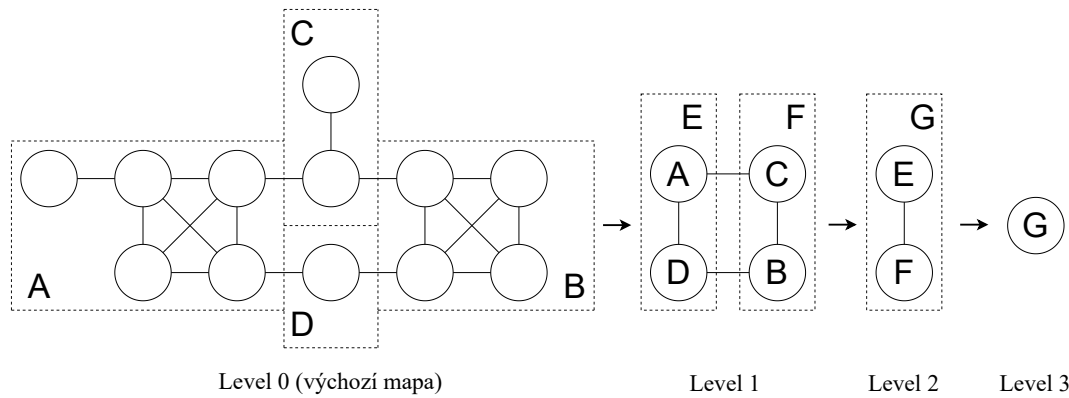 C
A
B
D
E
F
A
C
D
B
G
E
F
G
Level 0 (výchozí mapa)
Level 1
Level 2
Level 3